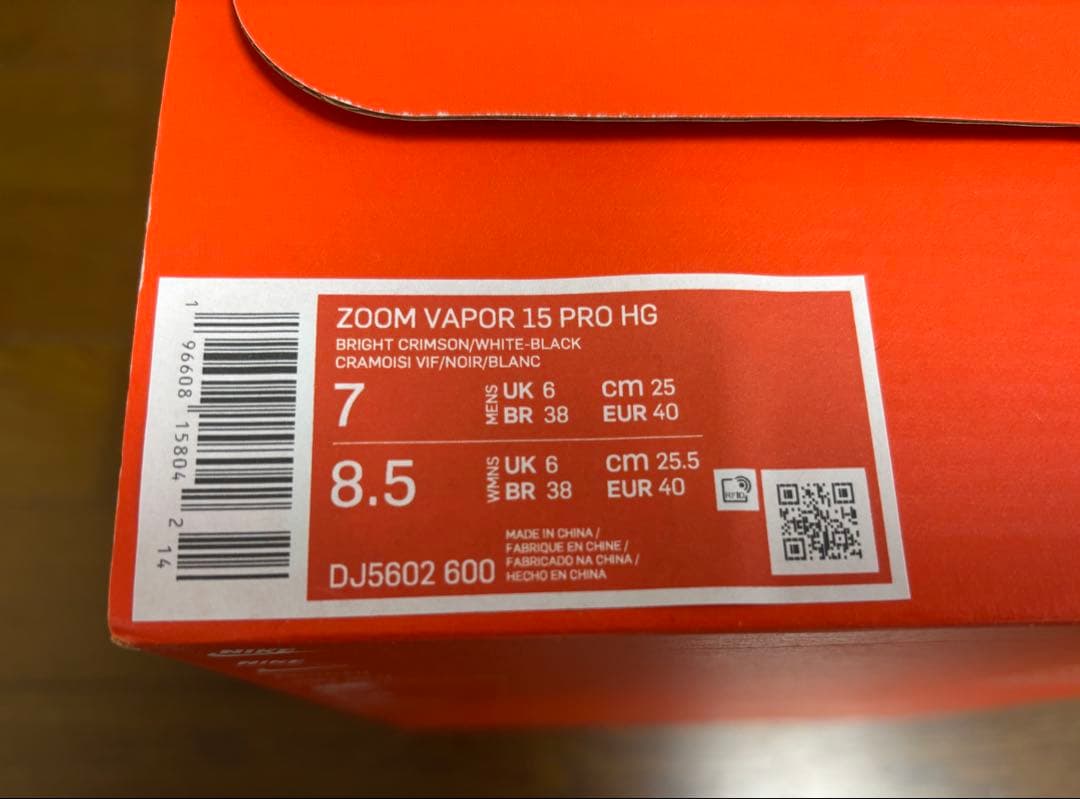 ZOOM VAPOR 15 PRO HG
BRIGHT CRIMSON/WHITE-BLACK
CRAMOISI VIF/NOIR/BLANC
7 MENS UK 6 cm 25
BR 38 EUR 40
8.5 WMNS UK 6 cm 25.5
BR 38 EUR 40
RFID
MADE IN CHINA /
FABRIQUE EN CHINE /
FABRICADO NA CHINA /
HECHO EN CHINA
DJ5602 600
1 96608 15804 2 14
NIKE
NIKE